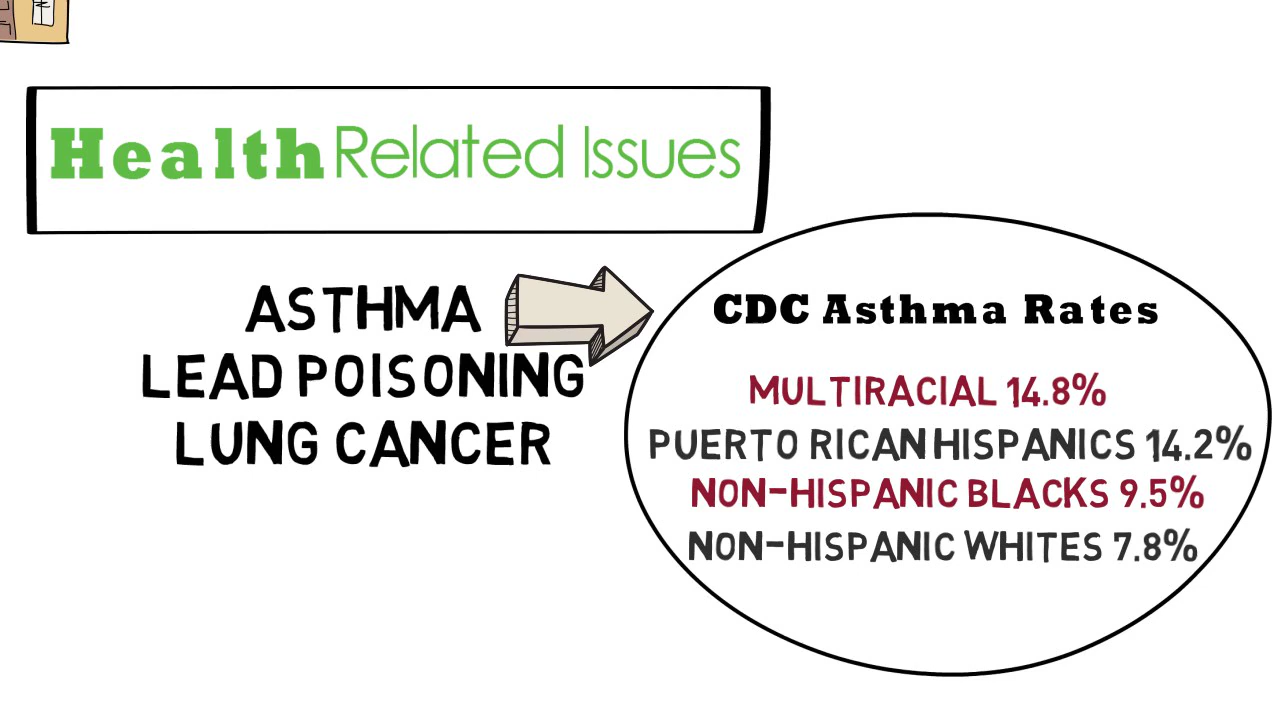 Health Related Issues
ASTHMA
LEAD POISONING
LUNG CANCER
CDC Asthma Rates
MULTIRACIAL 14.8%
PUERTO RICAN HISPANICS 14.2%
NON-HISPANIC BLACKS 9.5%
NON-HISPANIC WHITES 7.8%